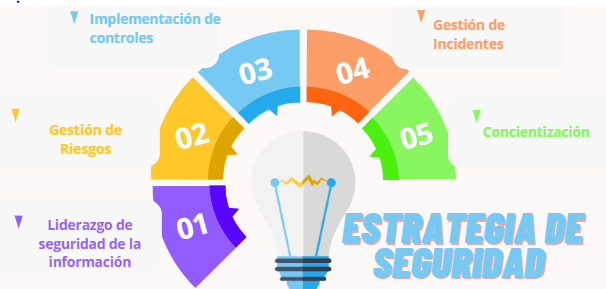 Implementación de
controles
Gestión de
Incidentes
03
04
Gestión de
Riesgos
02
05
Concientización
Liderazgo de
seguridad de la
información
01
ESTRATEGIA DE
SEGURIDAD